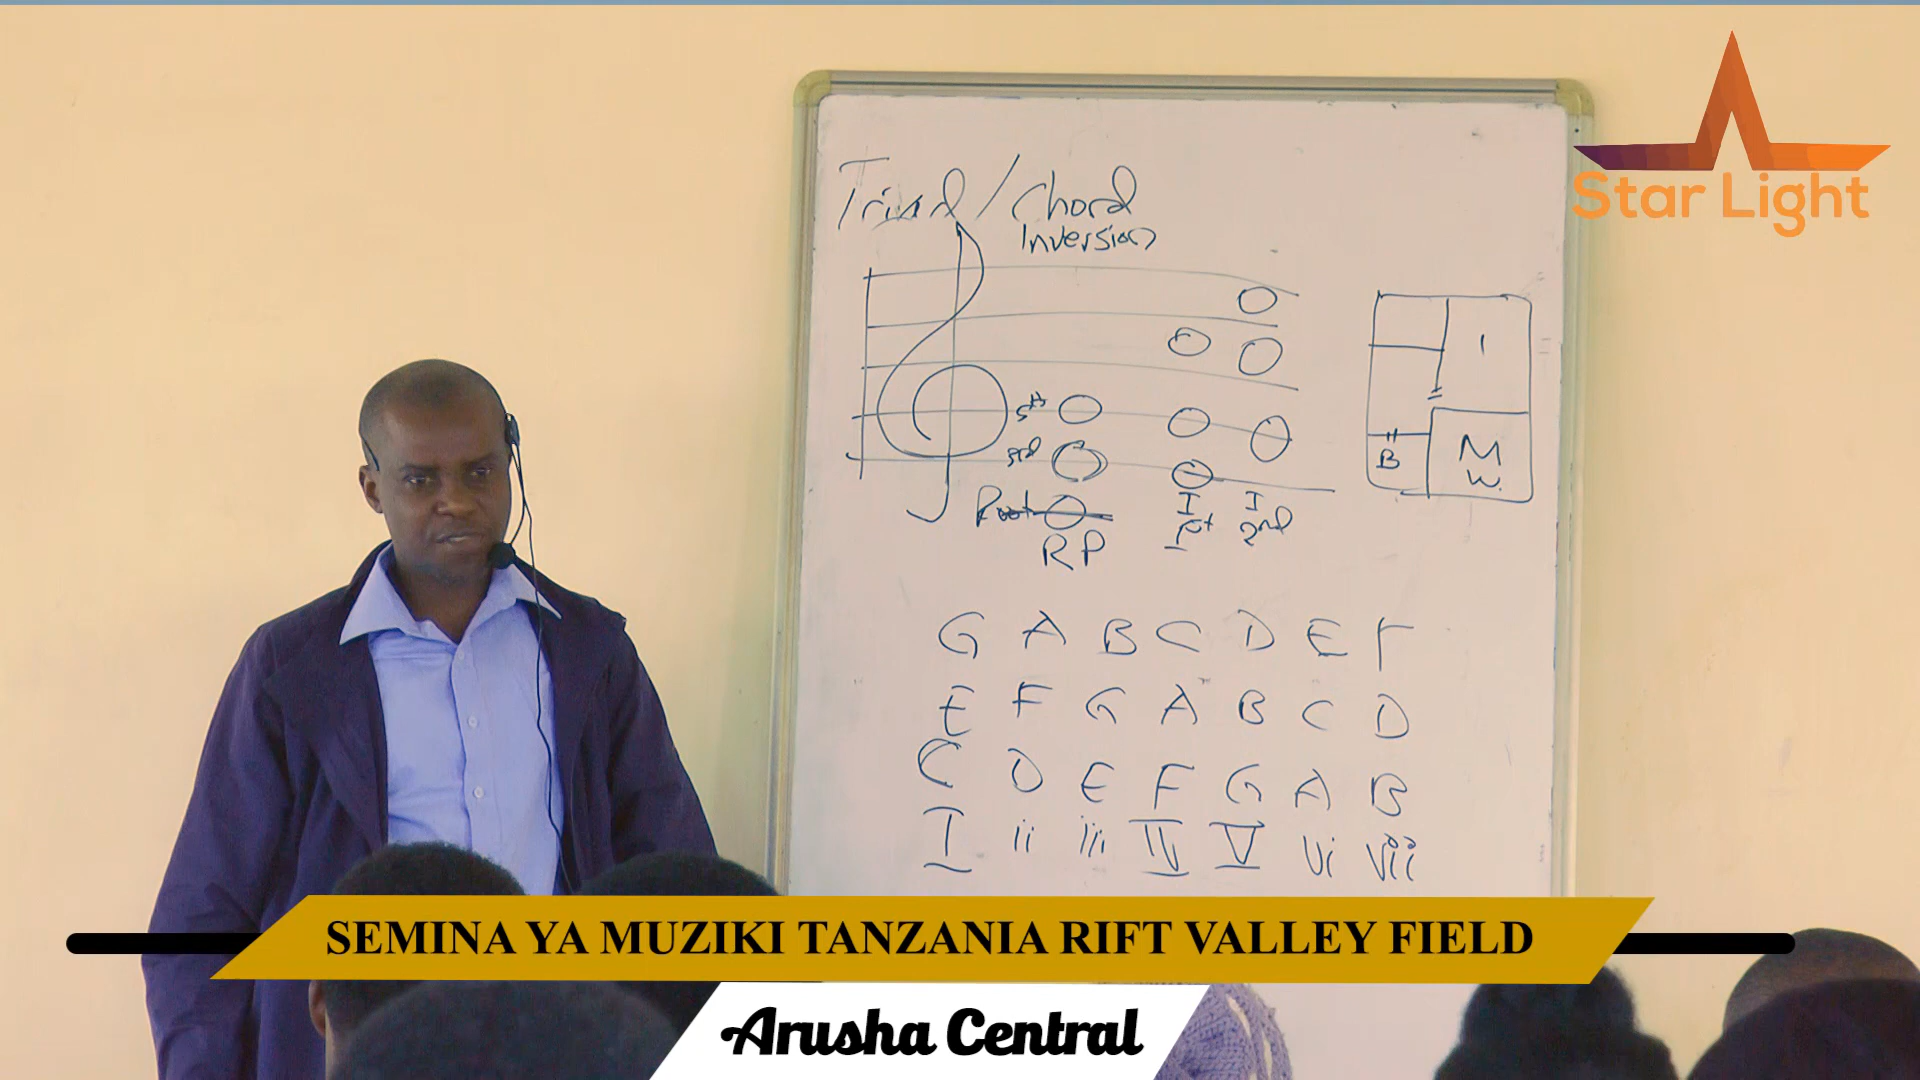 Triad / Chord
Inversion
5th
3rd
Root
RP
I
1st
I
2nd
1
B
M
W.
G A B C D E F
E F G A B C D
C D E F G A B
I ii iii IV V vi vii
Star Light
SEMINA YA MUZIKI TANZANIA RIFT VALLEY FIELD
Arusha Central